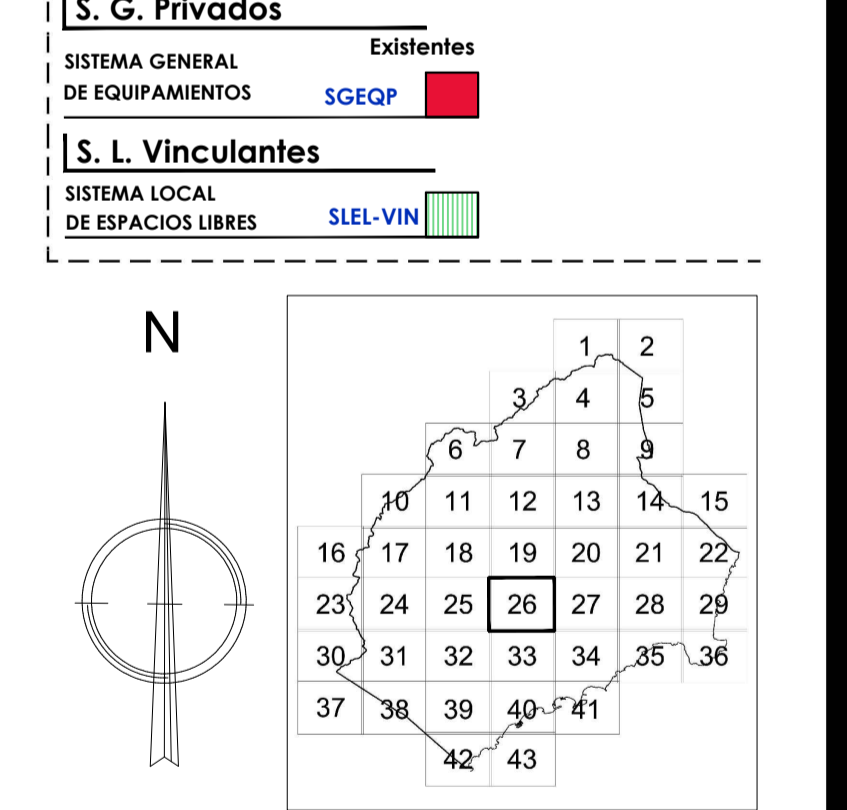 S. G. Privados
Existentes
SISTEMA GENERAL
DE EQUIPAMIENTOS SGEQP
S. L. Vinculantes
SISTEMA LOCAL
DE ESPACIOS LIBRES SLEL-VIN
N
1 2
3 4 5
6 7 8 9
10 11 12 13 14 15
16 17 18 19 20 21 22
23 24 25 26 27 28 29
30 31 32 33 34 35 36
37 38 39 40 41
42 43